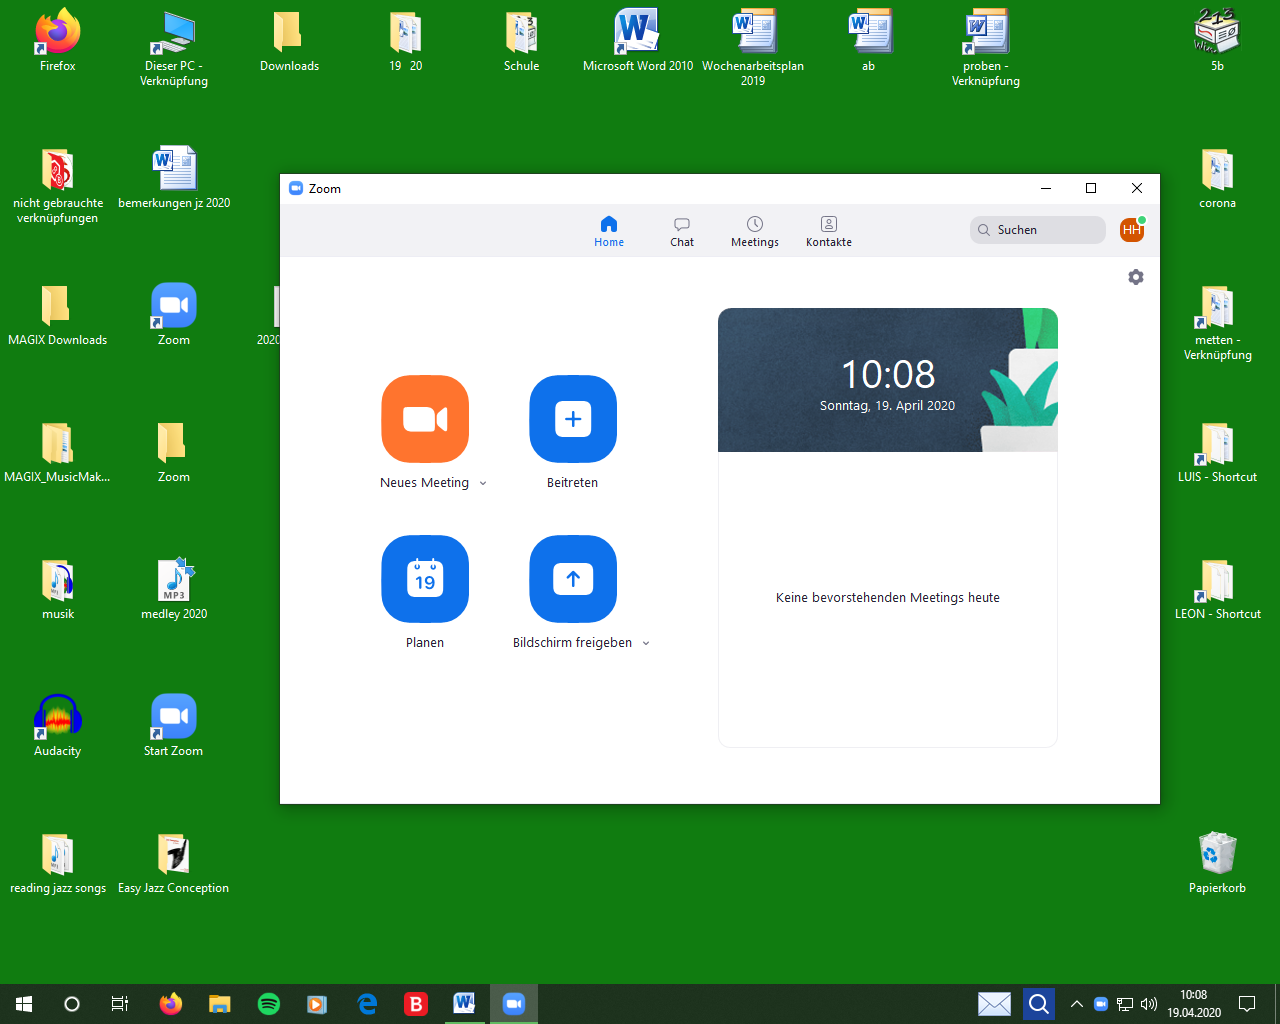 Firefox
Dieser PC -
Verknüpfung
Downloads
19 20
3
Schule
Microsoft Word 2010
Wochenarbeitsplan
2019
ab
proben -
Verknüpfung
213
Win
5b
nicht gebrauchte
verknüpfungen
bemerkungen jz 2020
corona
Zoom
Home
Chat
Meetings
Kontakte
Suchen
HH
MAGIX Downloads
Zoom
2020
metten -
Verknüpfung
10:08
Sonntag, 19. April 2020
MAGIX_MusicMak...
Zoom
LUIS - Shortcut
Neues Meeting
Beitreten
19
Planen
Bildschirm freigeben
Keine bevorstehenden Meetings heute
musik
MP3
medley 2020
LEON - Shortcut
Audacity
Start Zoom
reading jazz songs
Easy Jazz Conception
Papierkorb
B
W
10:08
19.04.2020